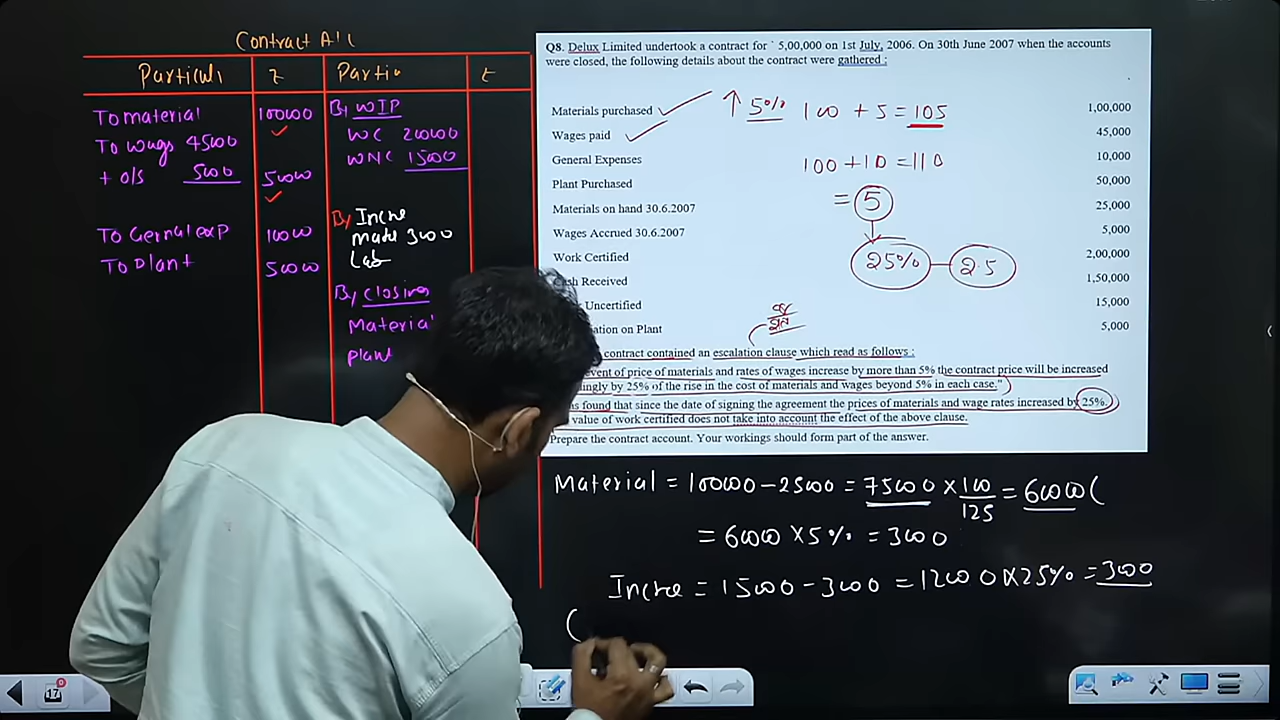 Contract A/c
Particul ₹ Partic ₹
To material 100000
To wages 45000
+ o/s 5000 50000
To Gernal exp 10000
To Plant 50000
By WIP
WC 200000
WNC 15000
By Incre
mate 3000
Lab
By closing
Material
plant
Q8. Delux Limited undertook a contract for ` 5,00,000 on 1st July, 2006. On 30th June 2007 when the accounts
were closed, the following details about the contract were gathered :
Materials purchased 1,00,000
Wages paid 45,000
General Expenses 10,000
Plant Purchased 50,000
Materials on hand 30.6.2007 25,000
Wages Accrued 30.6.2007 5,000
Work Certified 2,00,000
Cash Received 1,50,000
Uncertified 15,000
ation on Plant 5,000
contract contained an escalation clause which read as follows :
event of price of materials and rates of wages increase by more than 5% the contract price will be increased
ingly by 25% of the rise in the cost of materials and wages beyond 5% in each case."
s found that since the date of signing the agreement the prices of materials and wage rates increased by 25%.
value of work certified does not take into account the effect of the above clause.
Prepare the contract account. Your workings should form part of the answer.
↑ 5% 100 + 5 = 105
100 + 10 = 110
= 5
25% 25
Material = 100000 - 25000 = 75000 × 100/125 = 60000 (
= 60000 × 5% = 3000
Incre = 15000 - 3000 = 12000 × 25% = 3000
(
17